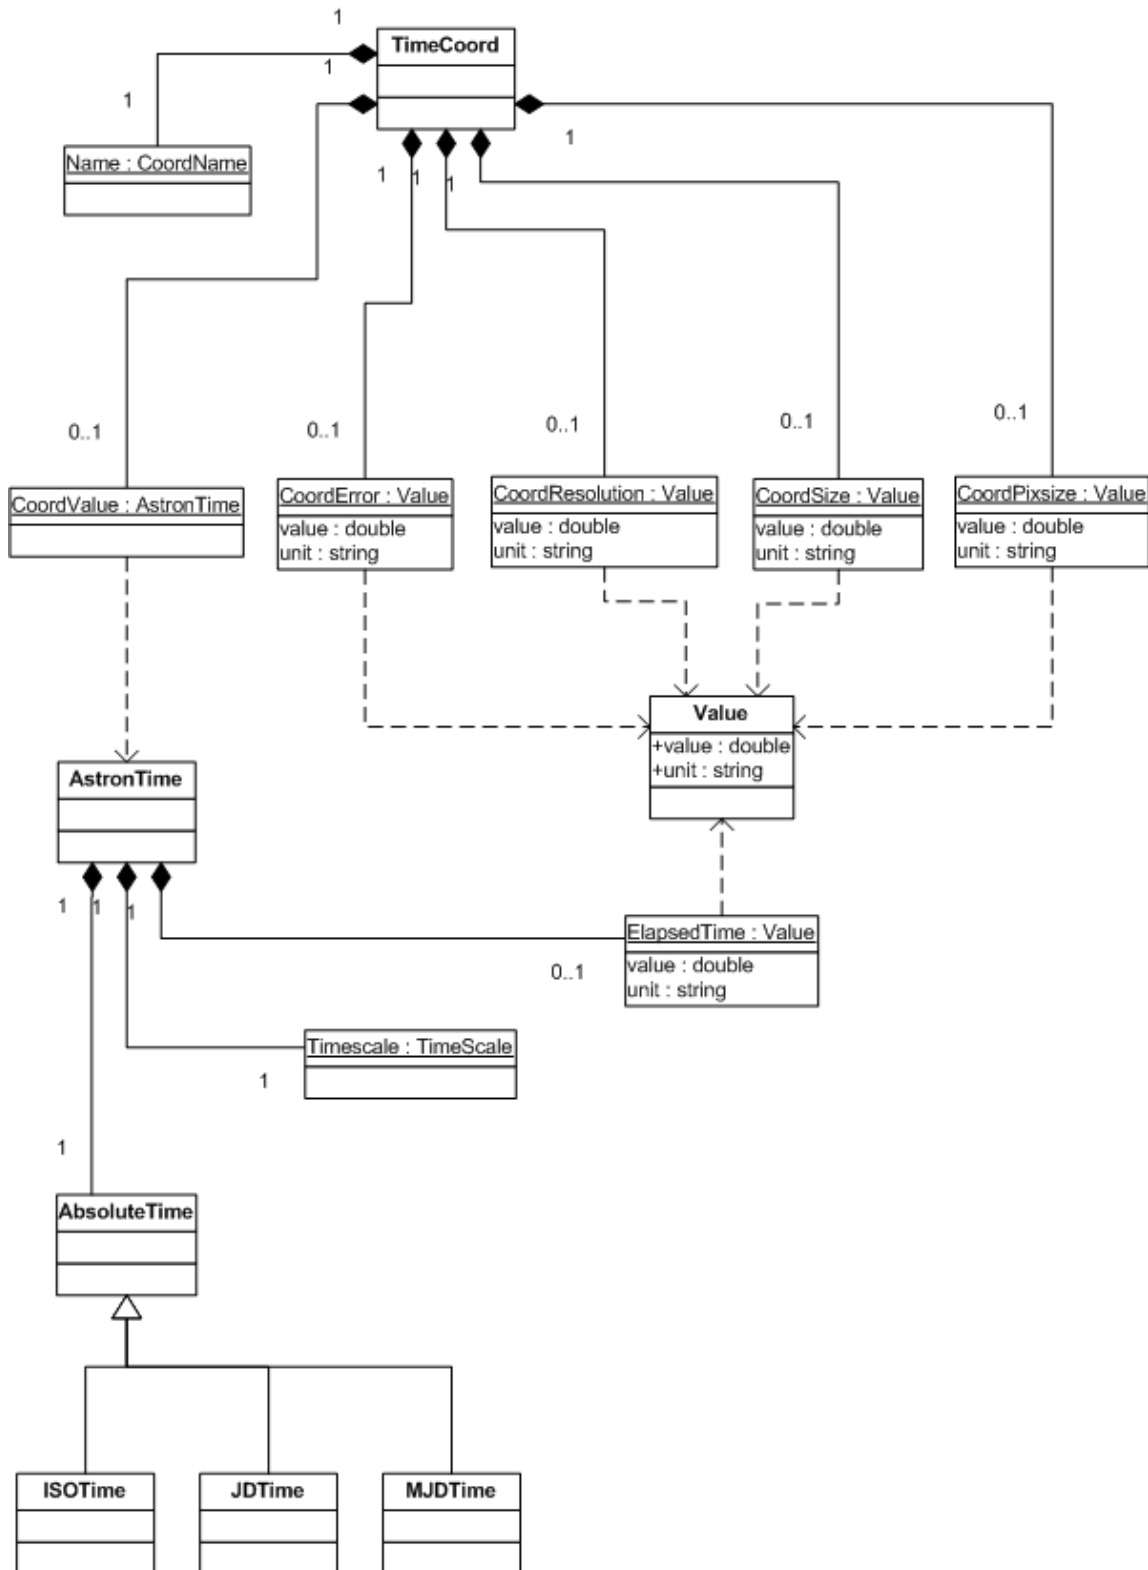 1
TimeCoord
1
1
1
Name : CoordName
1
1
1
0..1
0..1
0..1
0..1
0..1
CoordValue : AstronTime
CoordError : Value
value : double
unit : string
CoordResolution : Value
value : double
unit : string
CoordSize : Value
value : double
unit : string
CoordPixsize : Value
value : double
unit : string
Value
+value : double
+unit : string
AstronTime
1
1
1
ElapsedTime : Value
value : double
unit : string
0..1
Timescale : TimeScale
1
1
AbsoluteTime
ISOTime
JDTime
MJDTime